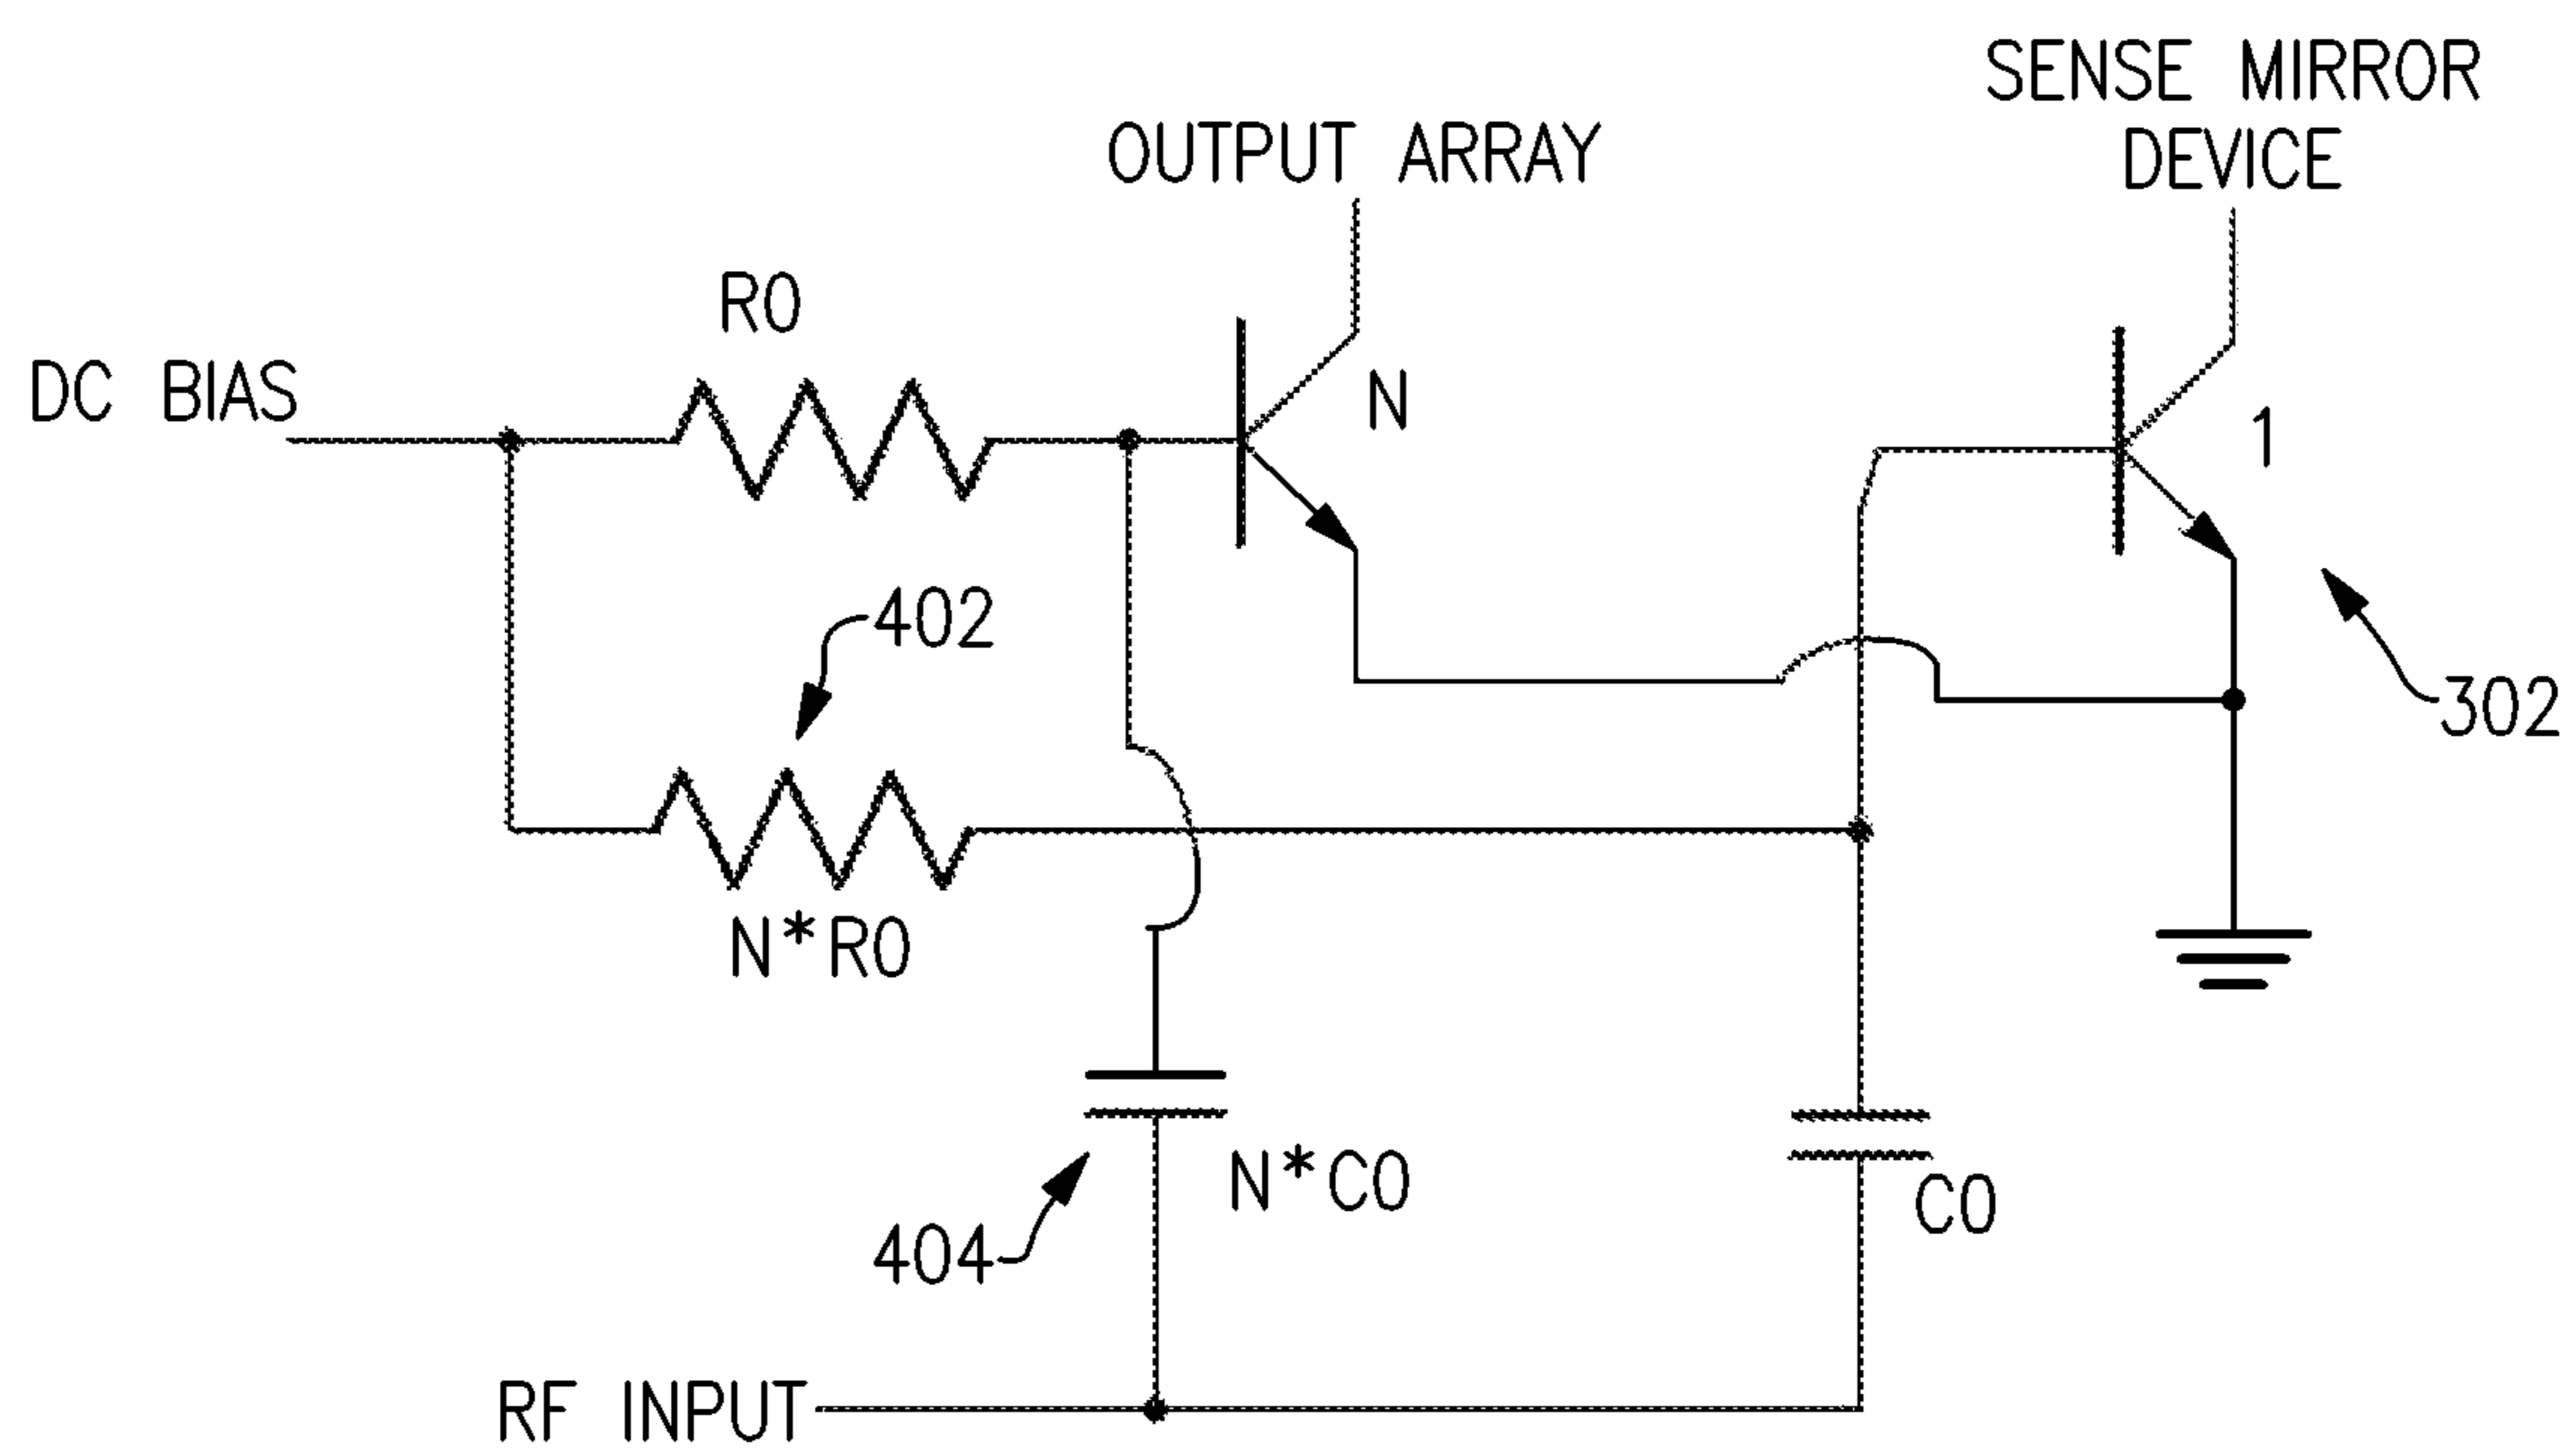 SENSE MIRROR
DEVICE
OUTPUT ARRAY
R0
DC BIAS
N
1
402
302
N*R0
N*C0
C0
404
RF INPUT